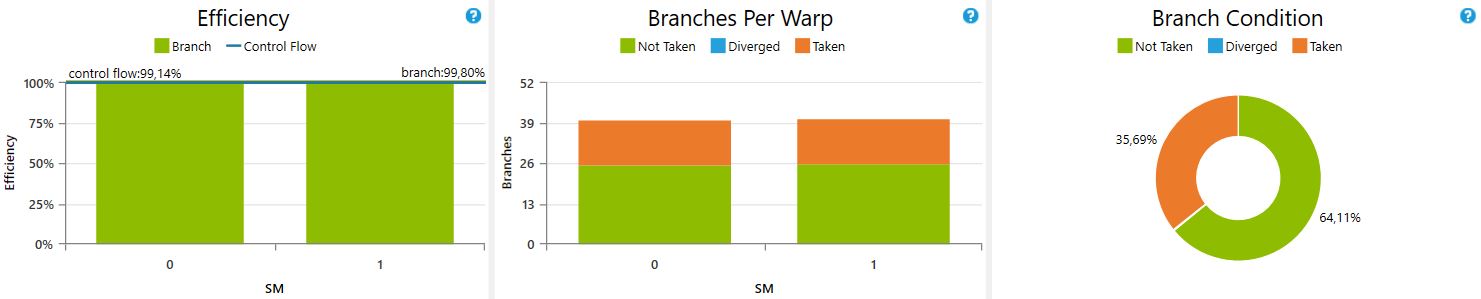 Efficiency
?
Branch Control Flow
control flow:99,14% branch:99,80%
100%
75%
50%
25%
0%
Efficiency
0 1
SM
Branches Per Warp
?
Not Taken Diverged Taken
52
39
26
13
0
Branches
0 1
SM
Branch Condition
?
Not Taken Diverged Taken
35,69%
64,11%